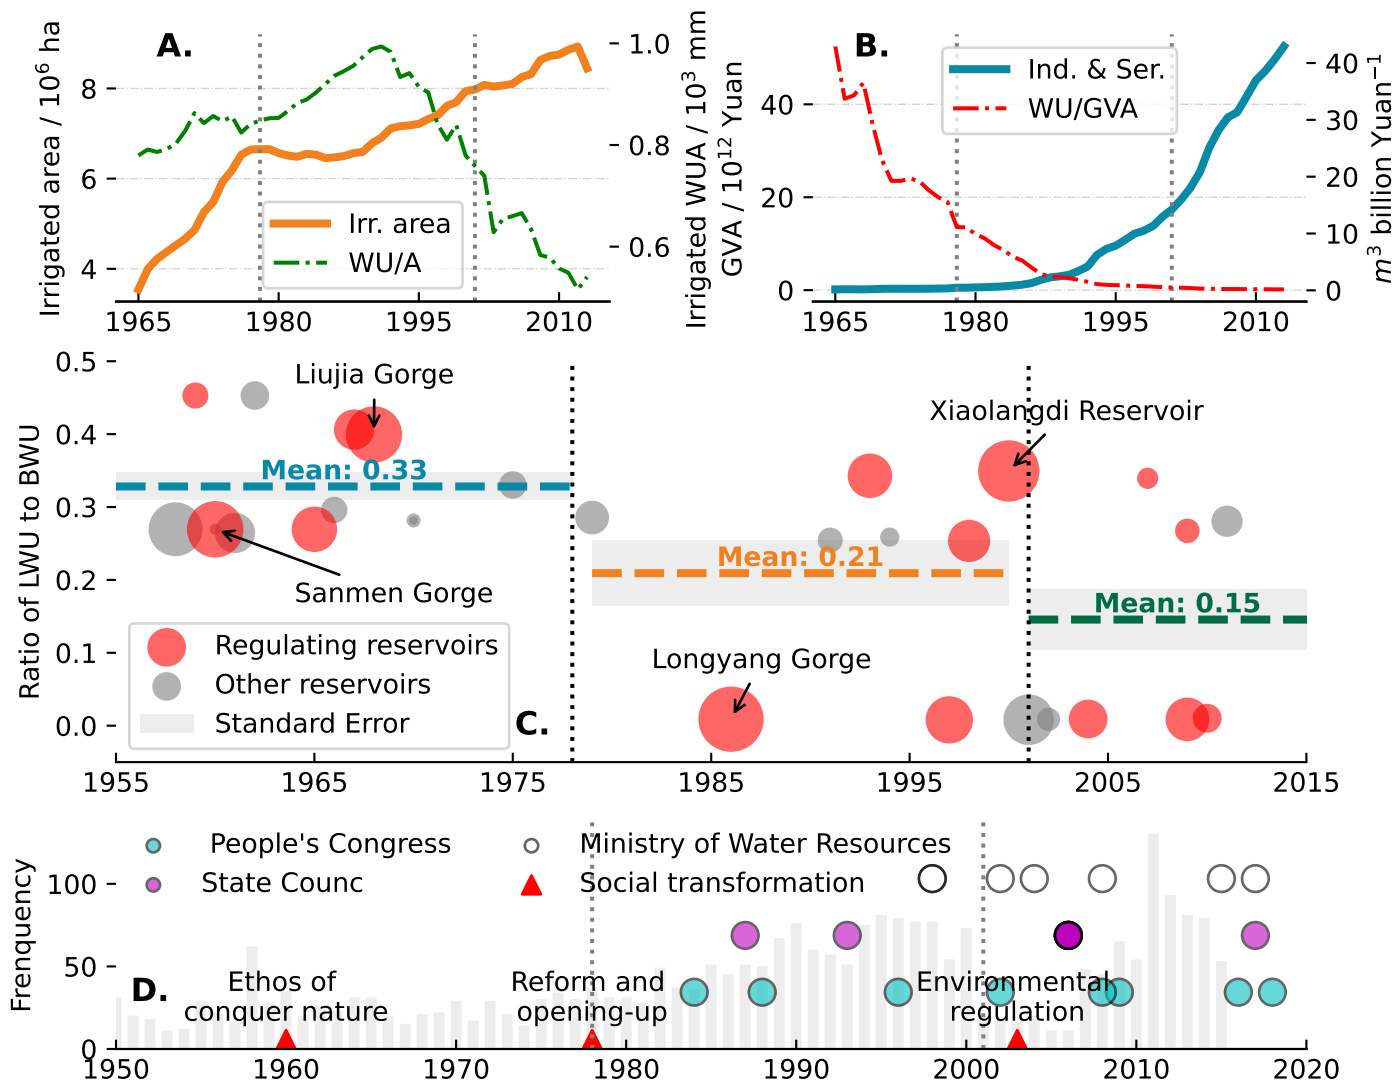 A.
Irrigated area / 10⁶ ha
8
6
4
1.0
0.8
0.6
Irr. area
WU/A
1965
1980
1995
2010
Irrigated WUA / 10³ mm
GVA / 10¹² Yuan
B.
40
20
0
Ind. & Ser.
WU/GVA
40
30
20
10
0
m³ billion Yuan⁻¹
1965
1980
1995
2010
Ratio of LWU to BWU
0.5
0.4
0.3
0.2
0.1
0.0
Liujia Gorge
Xiaolangdi Reservoir
Mean: 0.33
Mean: 0.21
Mean: 0.15
Sanmen Gorge
Longyang Gorge
Regulating reservoirs
Other reservoirs
Standard Error
C.
1955
1965
1975
1985
1995
2005
2015
Frenquency
100
50
0
People's Congress
State Counc
Ministry of Water Resources
Social transformation
D.
Ethos of
conquer nature
Reform and
opening-up
Environmental
regulation
1950
1960
1970
1980
1990
2000
2010
2020